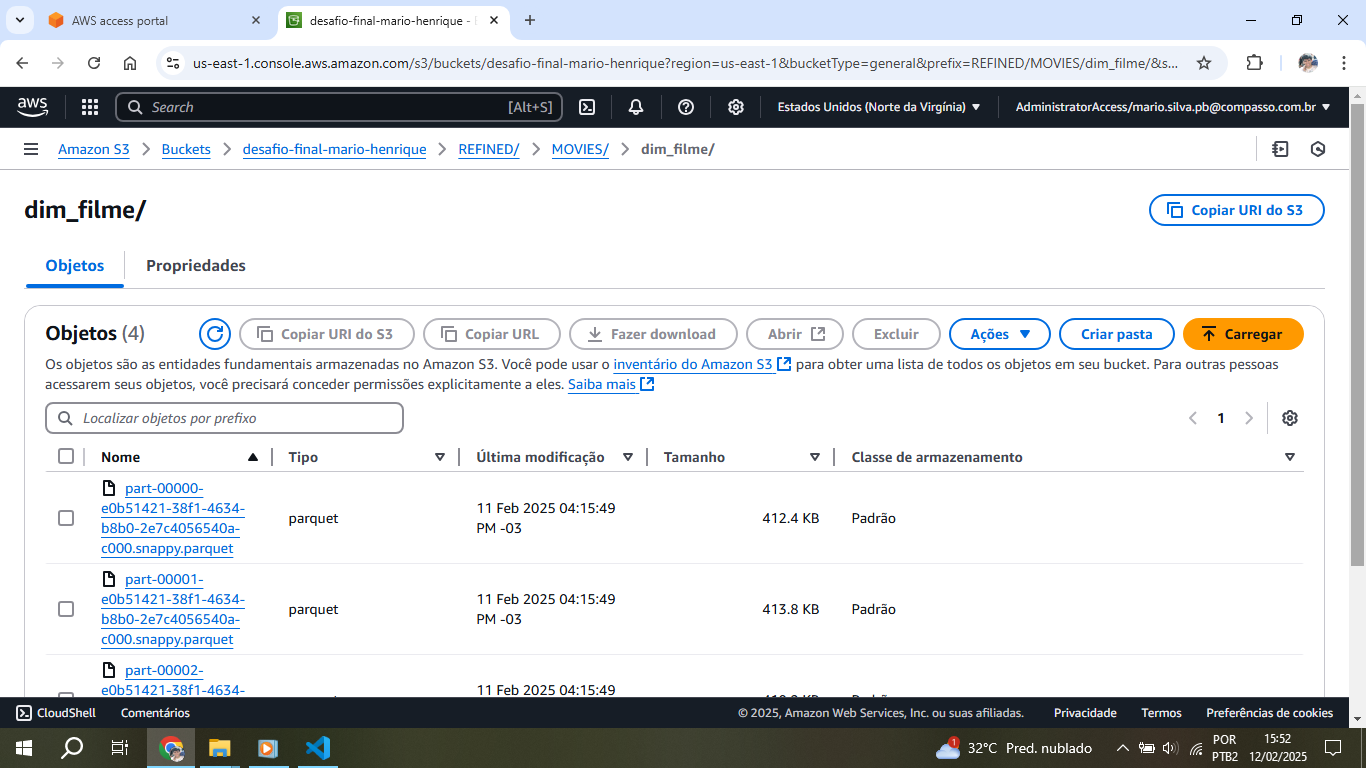 AWS access portal
desafio-final-mario-henrique -
us-east-1.console.aws.amazon.com/s3/buckets/desafio-final-mario-henrique?region=us-east-1&bucketType=general&prefix=REFINED/MOVIES/dim_filme/&s...
aws
Search
[Alt+S]
Estados Unidos (Norte da Virgínia)
AdministratorAccess/mario.silva.pb@compasso.com.br
Amazon S3
Buckets
desafio-final-mario-henrique
REFINED/
MOVIES/
dim_filme/
dim_filme/
Copiar URI do S3
Objetos
Propriedades
Objetos (4)
Copiar URI do S3
Copiar URL
Fazer download
Abrir
Excluir
Ações
Criar pasta
Carregar
Os objetos são as entidades fundamentais armazenadas no Amazon S3. Você pode usar o inventário do Amazon S3 para obter uma lista de todos os objetos em seu bucket. Para outras pessoas
acessarem seus objetos, você precisará conceder permissões explicitamente a eles. Saiba mais
Localizar objetos por prefixo
1
Nome
Tipo
Última modificação
Tamanho
Classe de armazenamento
part-00000-
e0b51421-38f1-4634-
b8b0-2e7c4056540a-
c000.snappy.parquet
parquet
11 Feb 2025 04:15:49
PM -03
412.4 KB
Padrão
part-00001-
e0b51421-38f1-4634-
b8b0-2e7c4056540a-
c000.snappy.parquet
parquet
11 Feb 2025 04:15:49
PM -03
413.8 KB
Padrão
part-00002-
e0b51421-38f1-4634-
11 Feb 2025 04:15:49
CloudShell
Comentários
© 2025, Amazon Web Services, Inc. ou suas afiliadas.
Privacidade
Termos
Preferências de cookies
1
32°C
Pred. nublado
POR
PTB2
15:52
12/02/2025